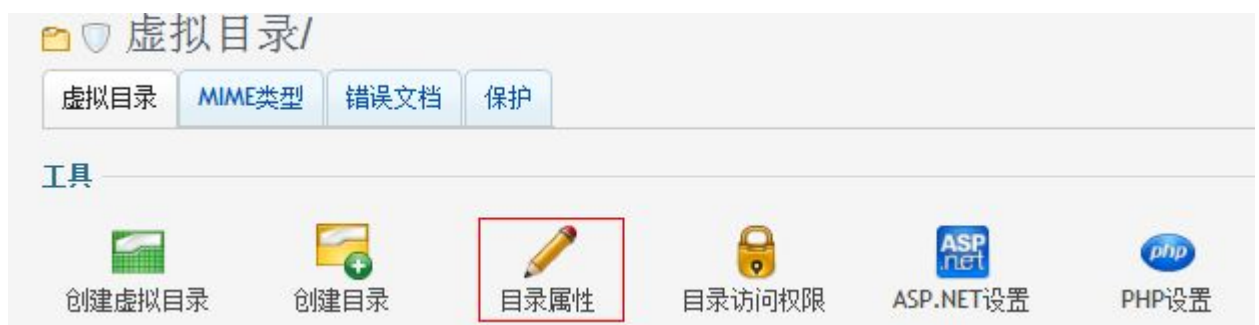 虚拟目录/
虚拟目录 MIME类型 错误文档 保护
工具
ASP.net php
创建虚拟目录 创建目录 目录属性 目录访问权限 ASP.NET设置 PHP设置